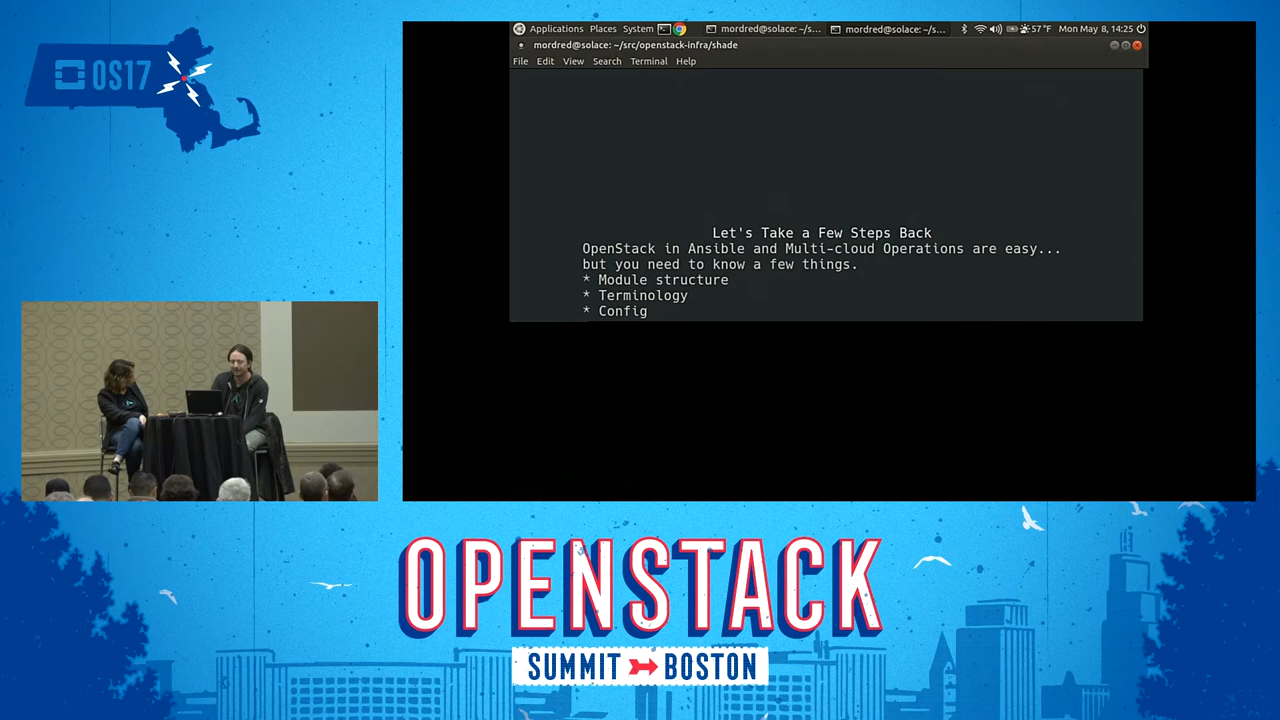 OS17
Applications Places System mordred@solace: ~/s... mordred@solace: ~/s... 57 °F Mon May 8, 14:25
mordred@solace: ~/src/openstack-infra/shade
File Edit View Search Terminal Help
Let's Take a Few Steps Back
OpenStack in Ansible and Multi-cloud Operations are easy...
but you need to know a few things.
* Module structure
* Terminology
* Config
OPENSTACK
SUMMIT BOSTON